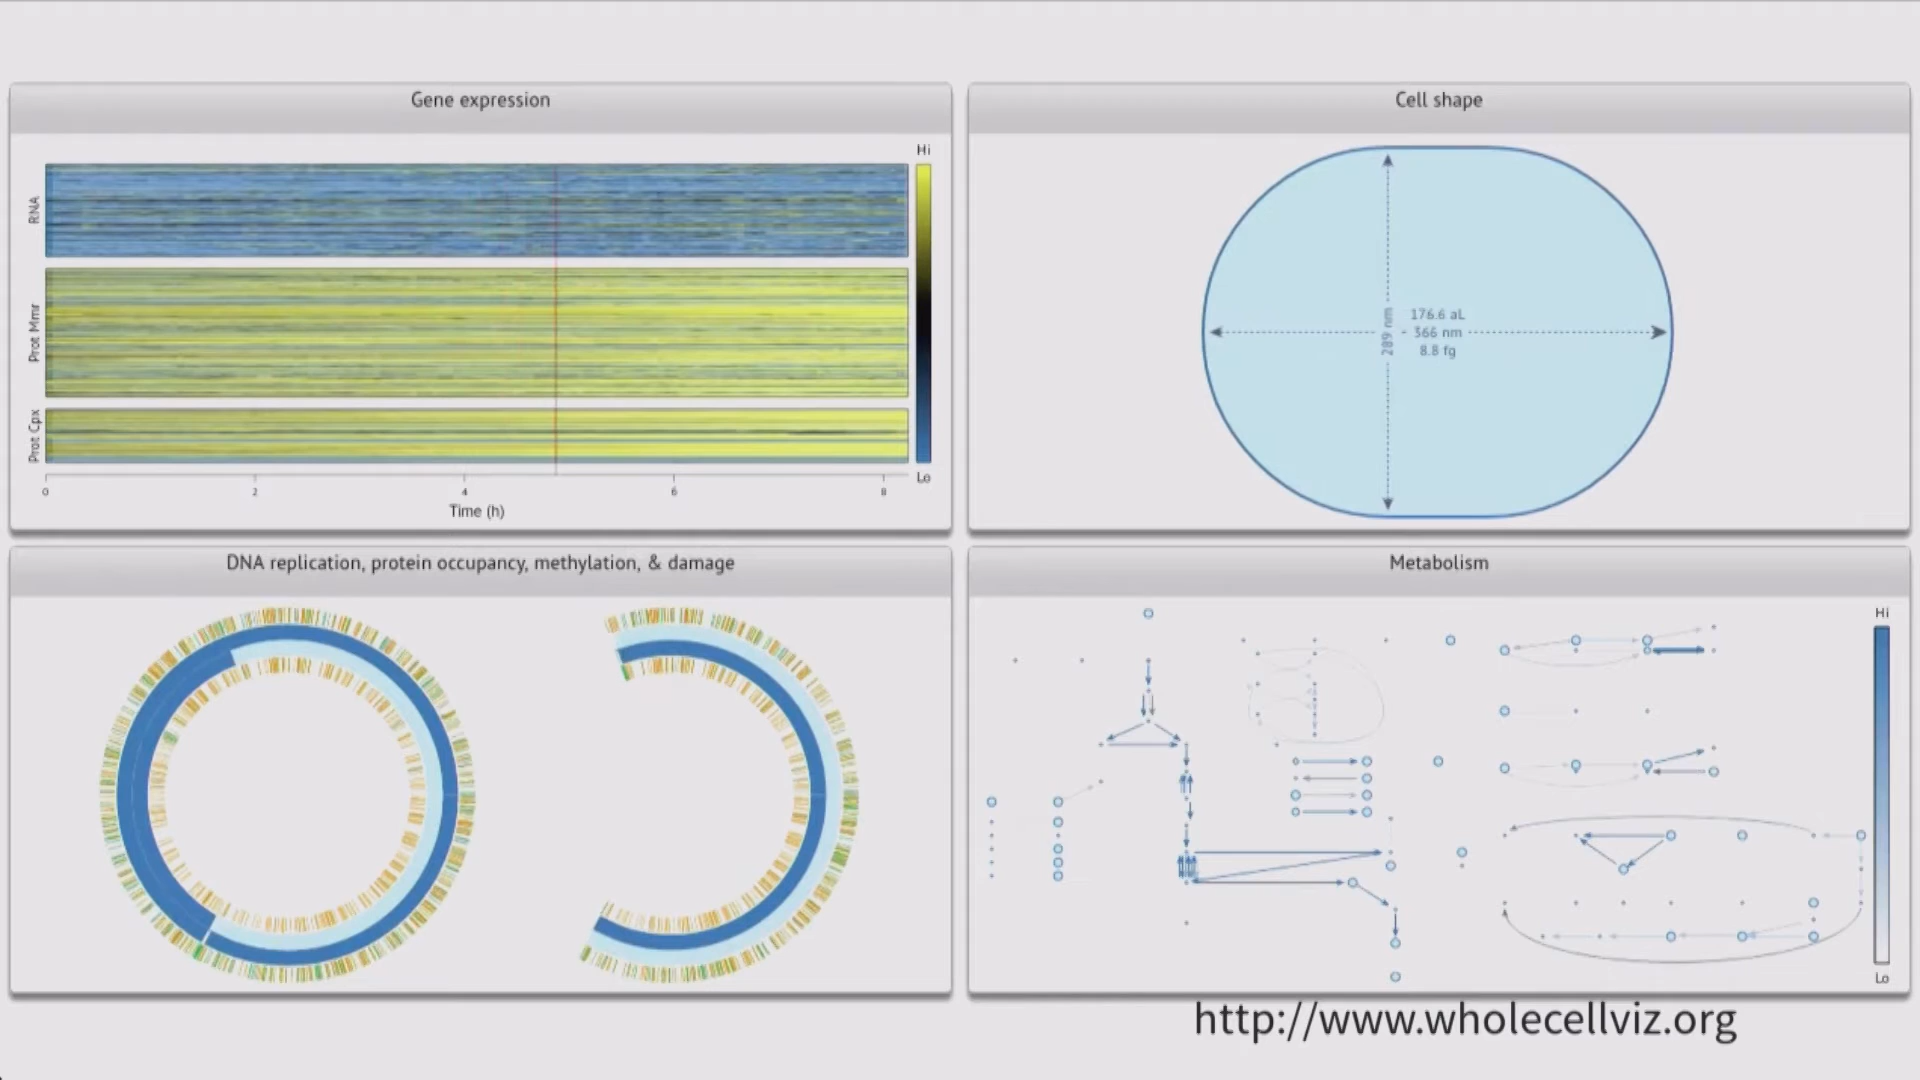 Gene expression
Hi
RNA
Prot Mmr
Prot Cpx
Lo
0 2 4 6 8
Time (h)
Cell shape
289 nm
176.6 aL
366 nm
8.8 fg
DNA replication, protein occupancy, methylation, & damage
Metabolism
Hi
Lo
http://www.wholecellviz.org